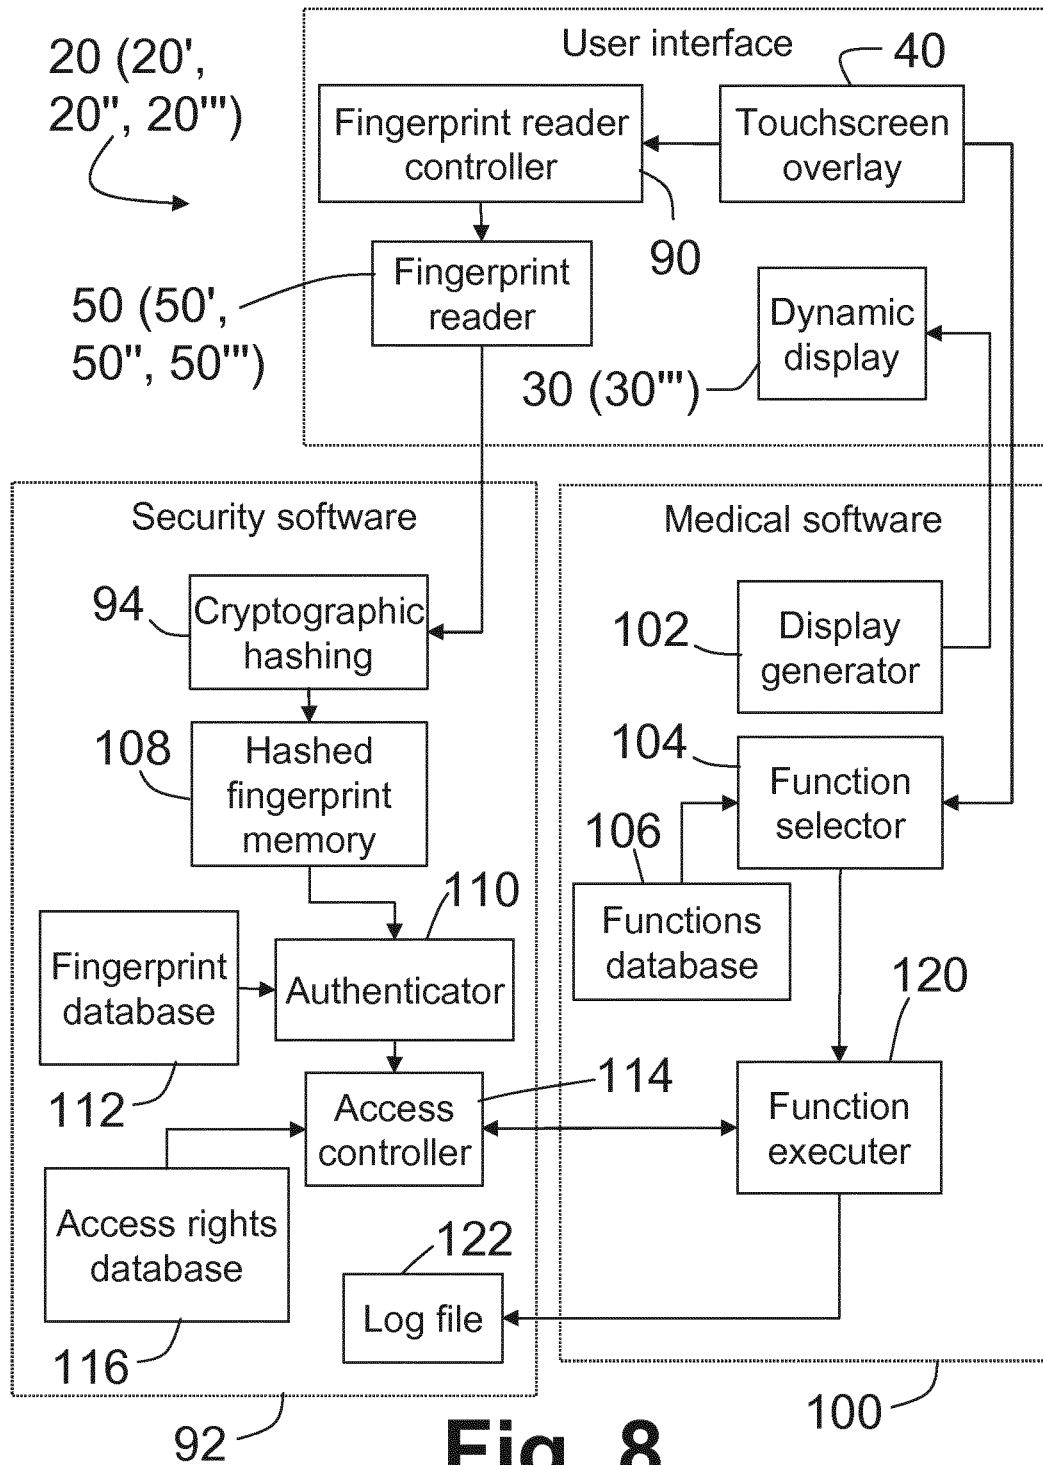 User interface
20 (20',
20", 20"')
40
Fingerprint reader
controller
Touchscreen
overlay
90
50 (50',
50", 50"')
Fingerprint
reader
Dynamic
display
30 (30"')
Security software
Medical software
94
Cryptographic
hashing
102
Display
generator
108
Hashed
fingerprint
memory
104
Function
selector
106
Functions
database
110
Fingerprint
database
Authenticator
112
120
114
Access
controller
Function
executer
Access rights
database
116
122
Log file
100
92
Fig. 8